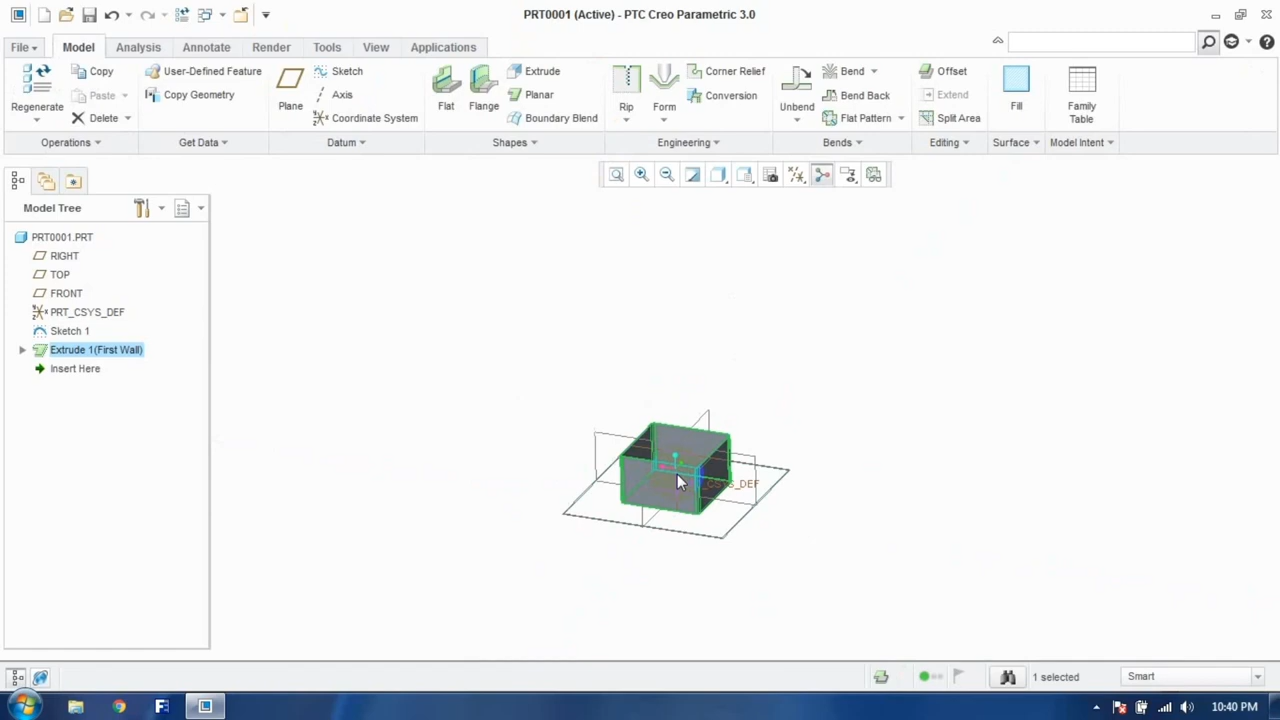 PRT0001 (Active) - PTC Creo Parametric 3.0
File
Model
Analysis
Annotate
Render
Tools
View
Applications
Regenerate
Copy
Paste
Delete
Operations
User-Defined Feature
Copy Geometry
Get Data
Plane
Sketch
Axis
Coordinate System
Datum
Flat
Flange
Extrude
Planar
Boundary Blend
Shapes
Rip
Form
Corner Relief
Conversion
Engineering
Unbend
Bend
Bend Back
Flat Pattern
Bends
Offset
Extend
Split Area
Editing
Fill
Surface
Family
Table
Model Intent
Model Tree
PRT0001.PRT
RIGHT
TOP
FRONT
PRT_CSYS_DEF
Sketch 1
Extrude 1(First Wall)
Insert Here
_CSYS_DEF
1 selected
Smart
10:40 PM